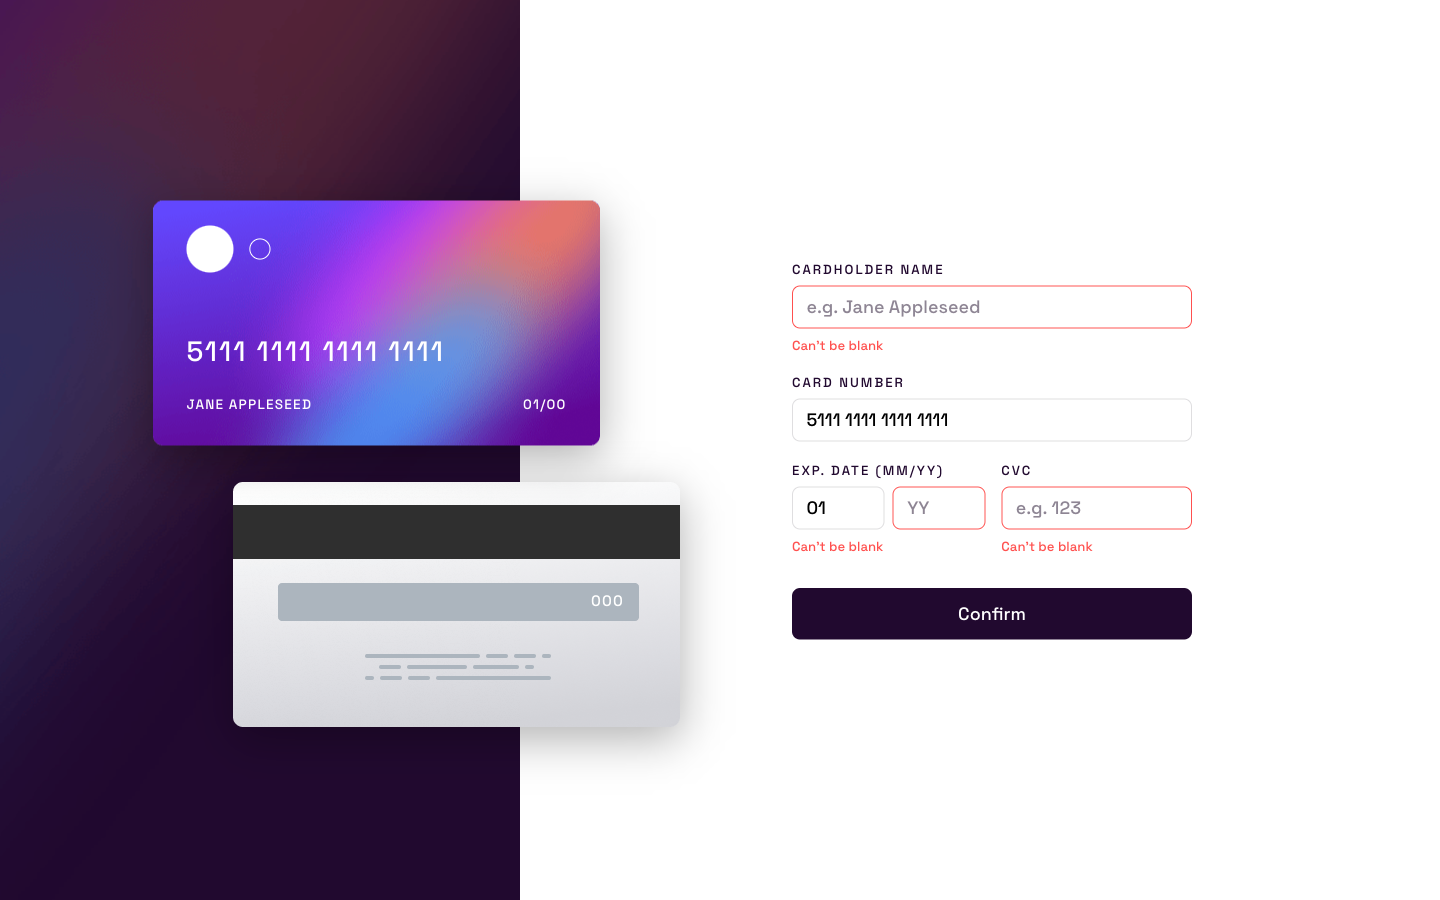 5111 1111 1111 1111
JANE APPLESEED 01/00
000
CARDHOLDER NAME
e.g. Jane Appleseed
Can't be blank
CARD NUMBER
5111 1111 1111 1111
EXP. DATE (MM/YY) CVC
01 YY e.g. 123
Can't be blank Can't be blank
Confirm